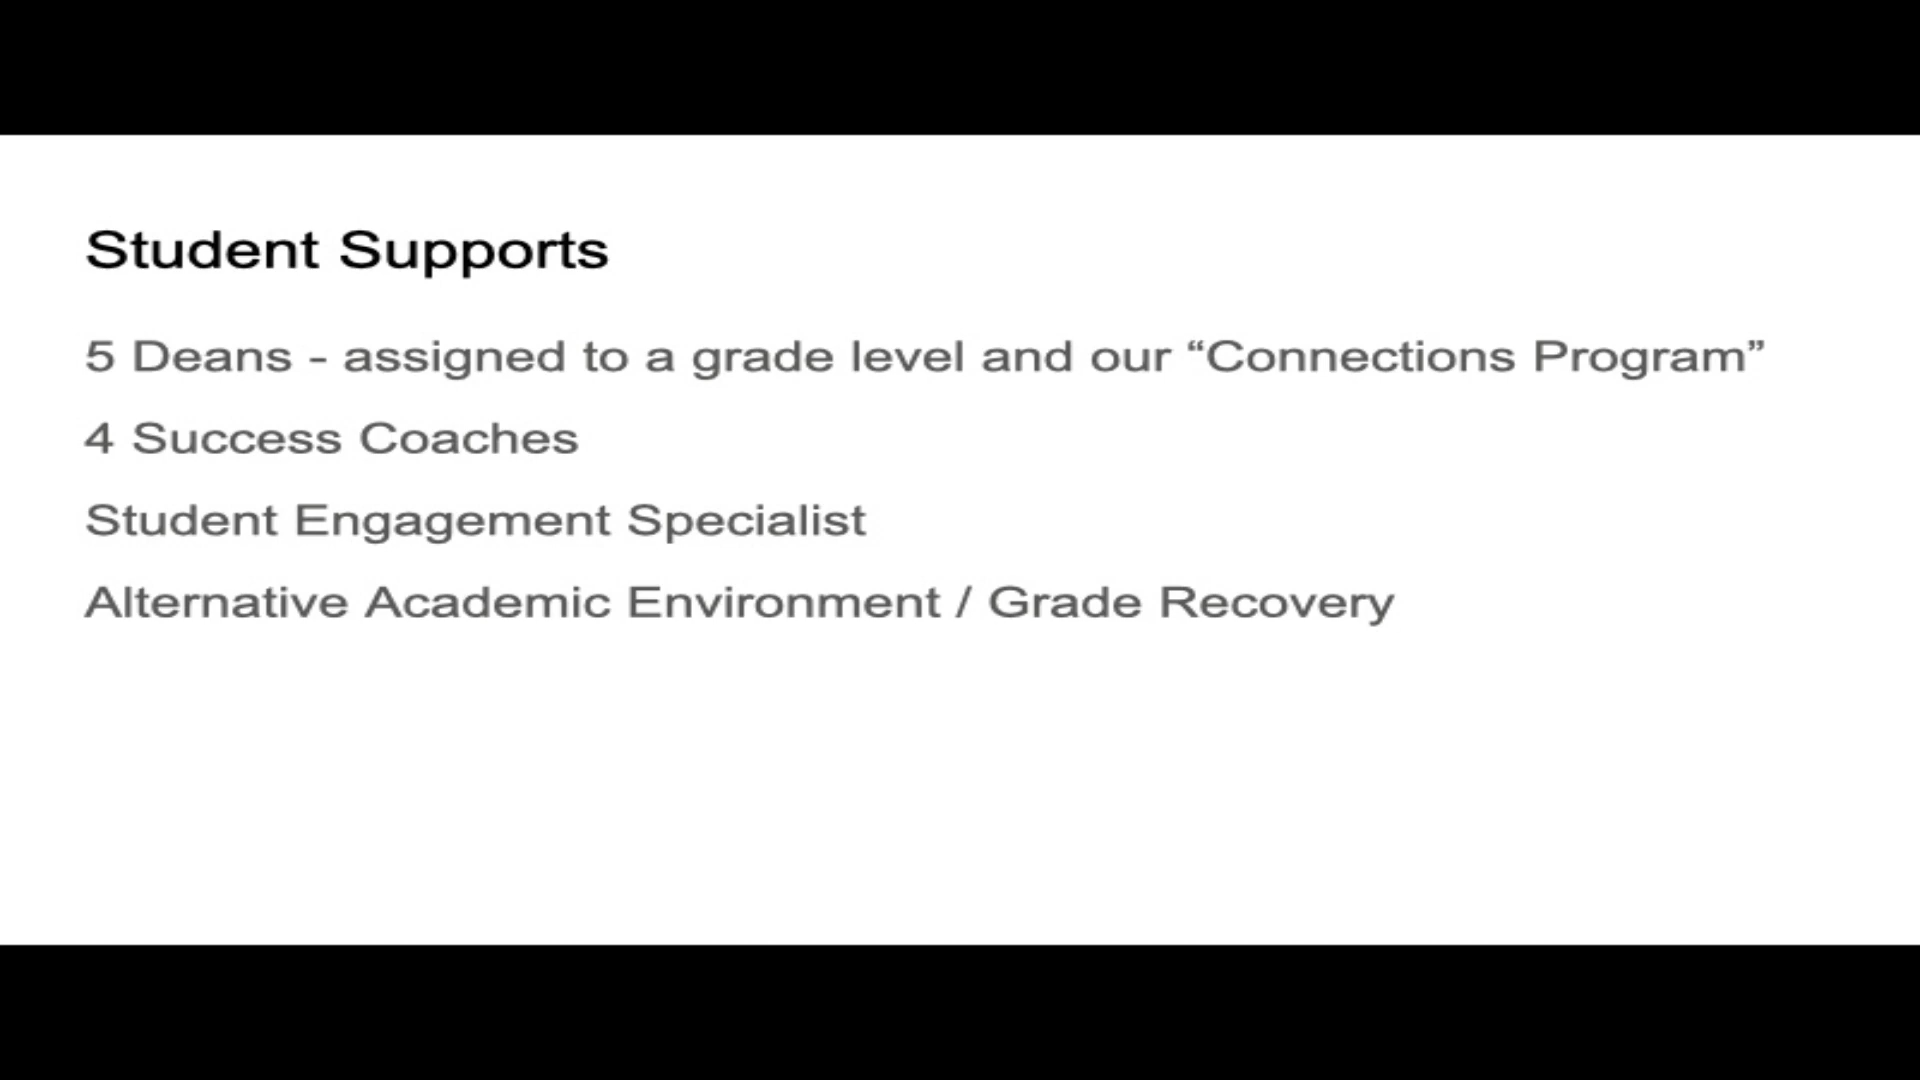 Student Supports
5 Deans - assigned to a grade level and our “Connections Program”
4 Success Coaches
Student Engagement Specialist
Alternative Academic Environment / Grade Recovery